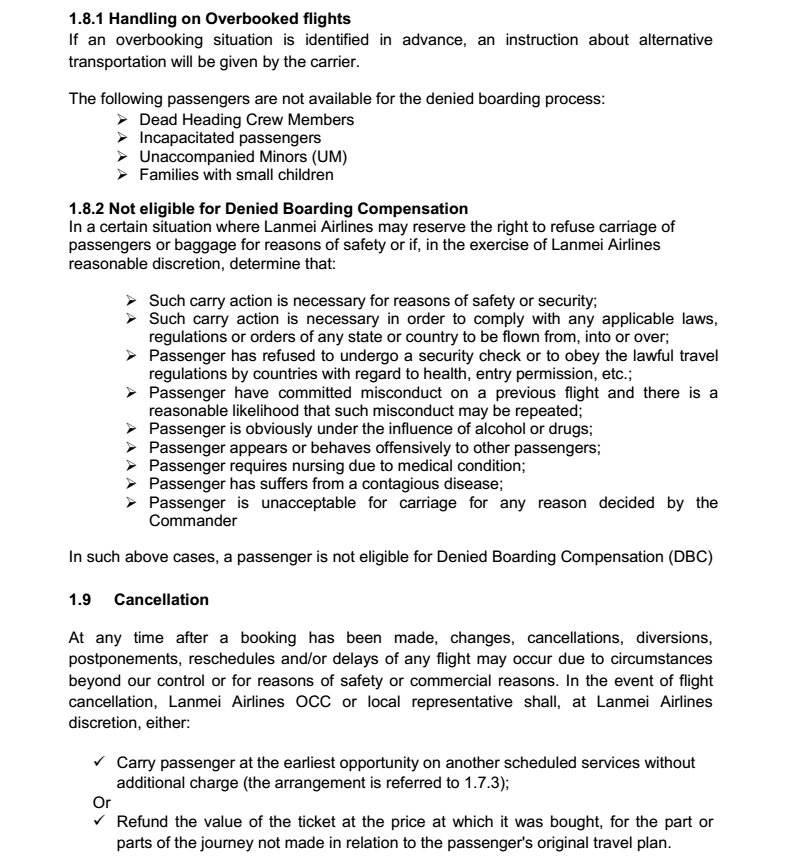 1.8.1 Handling on Overbooked flights
If an overbooking situation is identified in advance, an instruction about alternative
transportation will be given by the carrier.
The following passengers are not available for the denied boarding process:
➢ Dead Heading Crew Members
➢ Incapacitated passengers
➢ Unaccompanied Minors (UM)
➢ Families with small children
1.8.2 Not eligible for Denied Boarding Compensation
In a certain situation where Lanmei Airlines may reserve the right to refuse carriage of
passengers or baggage for reasons of safety or if, in the exercise of Lanmei Airlines
reasonable discretion, determine that:
➢ Such carry action is necessary for reasons of safety or security;
➢ Such carry action is necessary in order to comply with any applicable laws,
regulations or orders of any state or country to be flown from, into or over;
➢ Passenger has refused to undergo a security check or to obey the lawful travel
regulations by countries with regard to health, entry permission, etc.;
➢ Passenger have committed misconduct on a previous flight and there is a
reasonable likelihood that such misconduct may be repeated;
➢ Passenger is obviously under the influence of alcohol or drugs;
➢ Passenger appears or behaves offensively to other passengers;
➢ Passenger requires nursing due to medical condition;
➢ Passenger has suffers from a contagious disease;
➢ Passenger is unacceptable for carriage for any reason decided by the
Commander
In such above cases, a passenger is not eligible for Denied Boarding Compensation (DBC)
1.9 Cancellation
At any time after a booking has been made, changes, cancellations, diversions,
postponements, reschedules and/or delays of any flight may occur due to circumstances
beyond our control or for reasons of safety or commercial reasons. In the event of flight
cancellation, Lanmei Airlines OCC or local representative shall, at Lanmei Airlines
discretion, either:
✓ Carry passenger at the earliest opportunity on another scheduled services without
additional charge (the arrangement is referred to 1.7.3);
Or
✓ Refund the value of the ticket at the price at which it was bought, for the part or
parts of the journey not made in relation to the passenger's original travel plan.